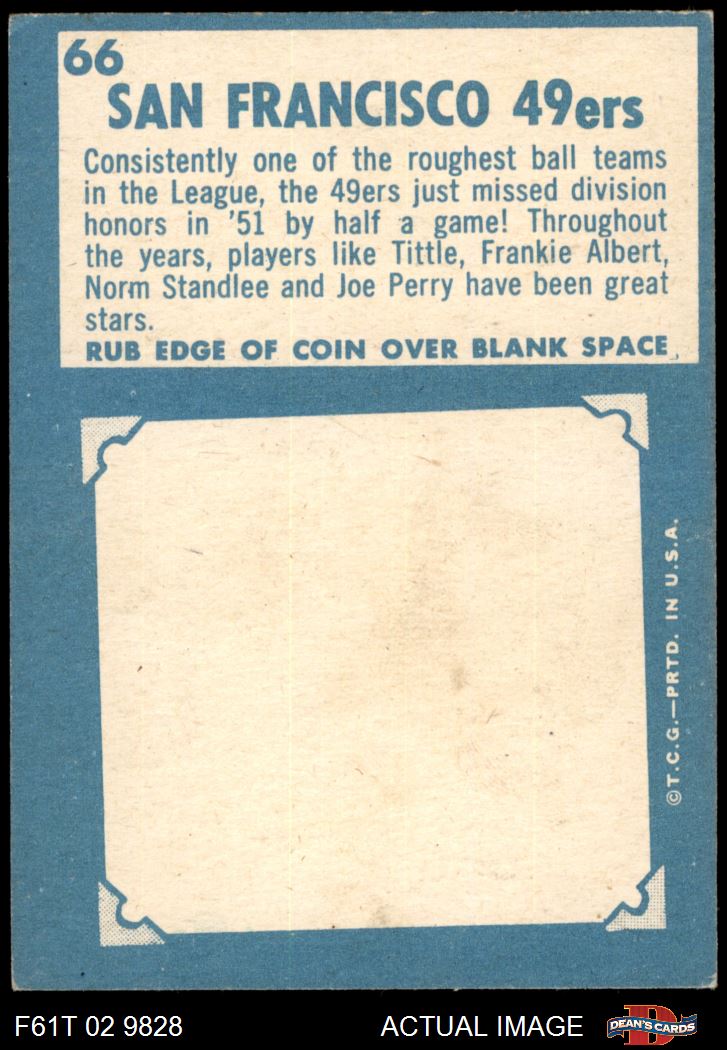 66
SAN FRANCISCO 49ers
Consistently one of the roughest ball teams
in the League, the 49ers just missed division
honors in '51 by half a game! Throughout
the years, players like Tittle, Frankie Albert,
Norm Standlee and Joe Perry have been great
stars.
RUB EDGE OF COIN OVER BLANK SPACE
©T.C.G.—PRTD. IN U.S.A.
F61T 02 9828
ACTUAL IMAGE
D
DEAN'S CARDS